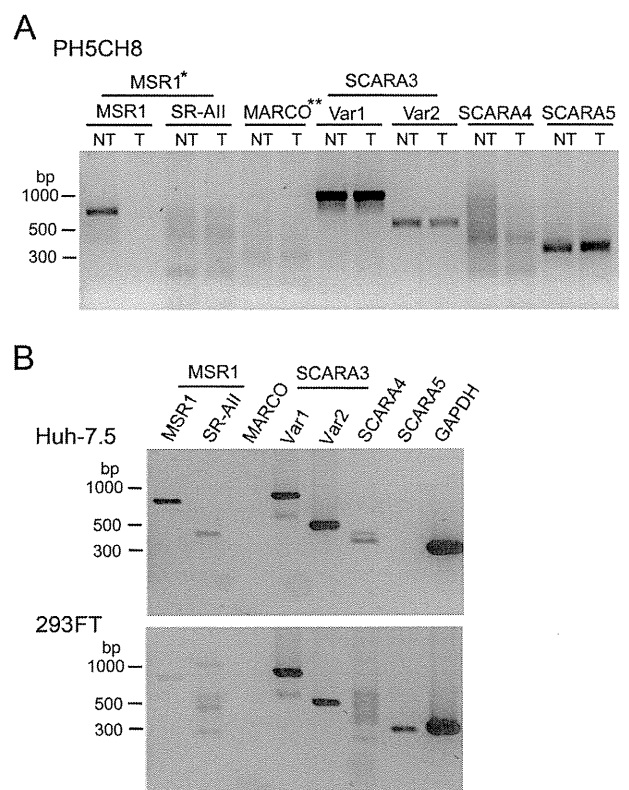 A
PH5CH8
MSR1* SCARA3
MSR1 SR-AII MARCO** Var1 Var2 SCARA4 SCARA5
NT T NT T NT T NT T NT T NT T NT T
bp
1000
500
300
B
MSR1 SCARA3
MSR1 SR-AII MARCO Var1 Var2 SCARA4 SCARA5 GAPDH
Huh-7.5
bp
1000
500
300
293FT
bp
1000
500
300